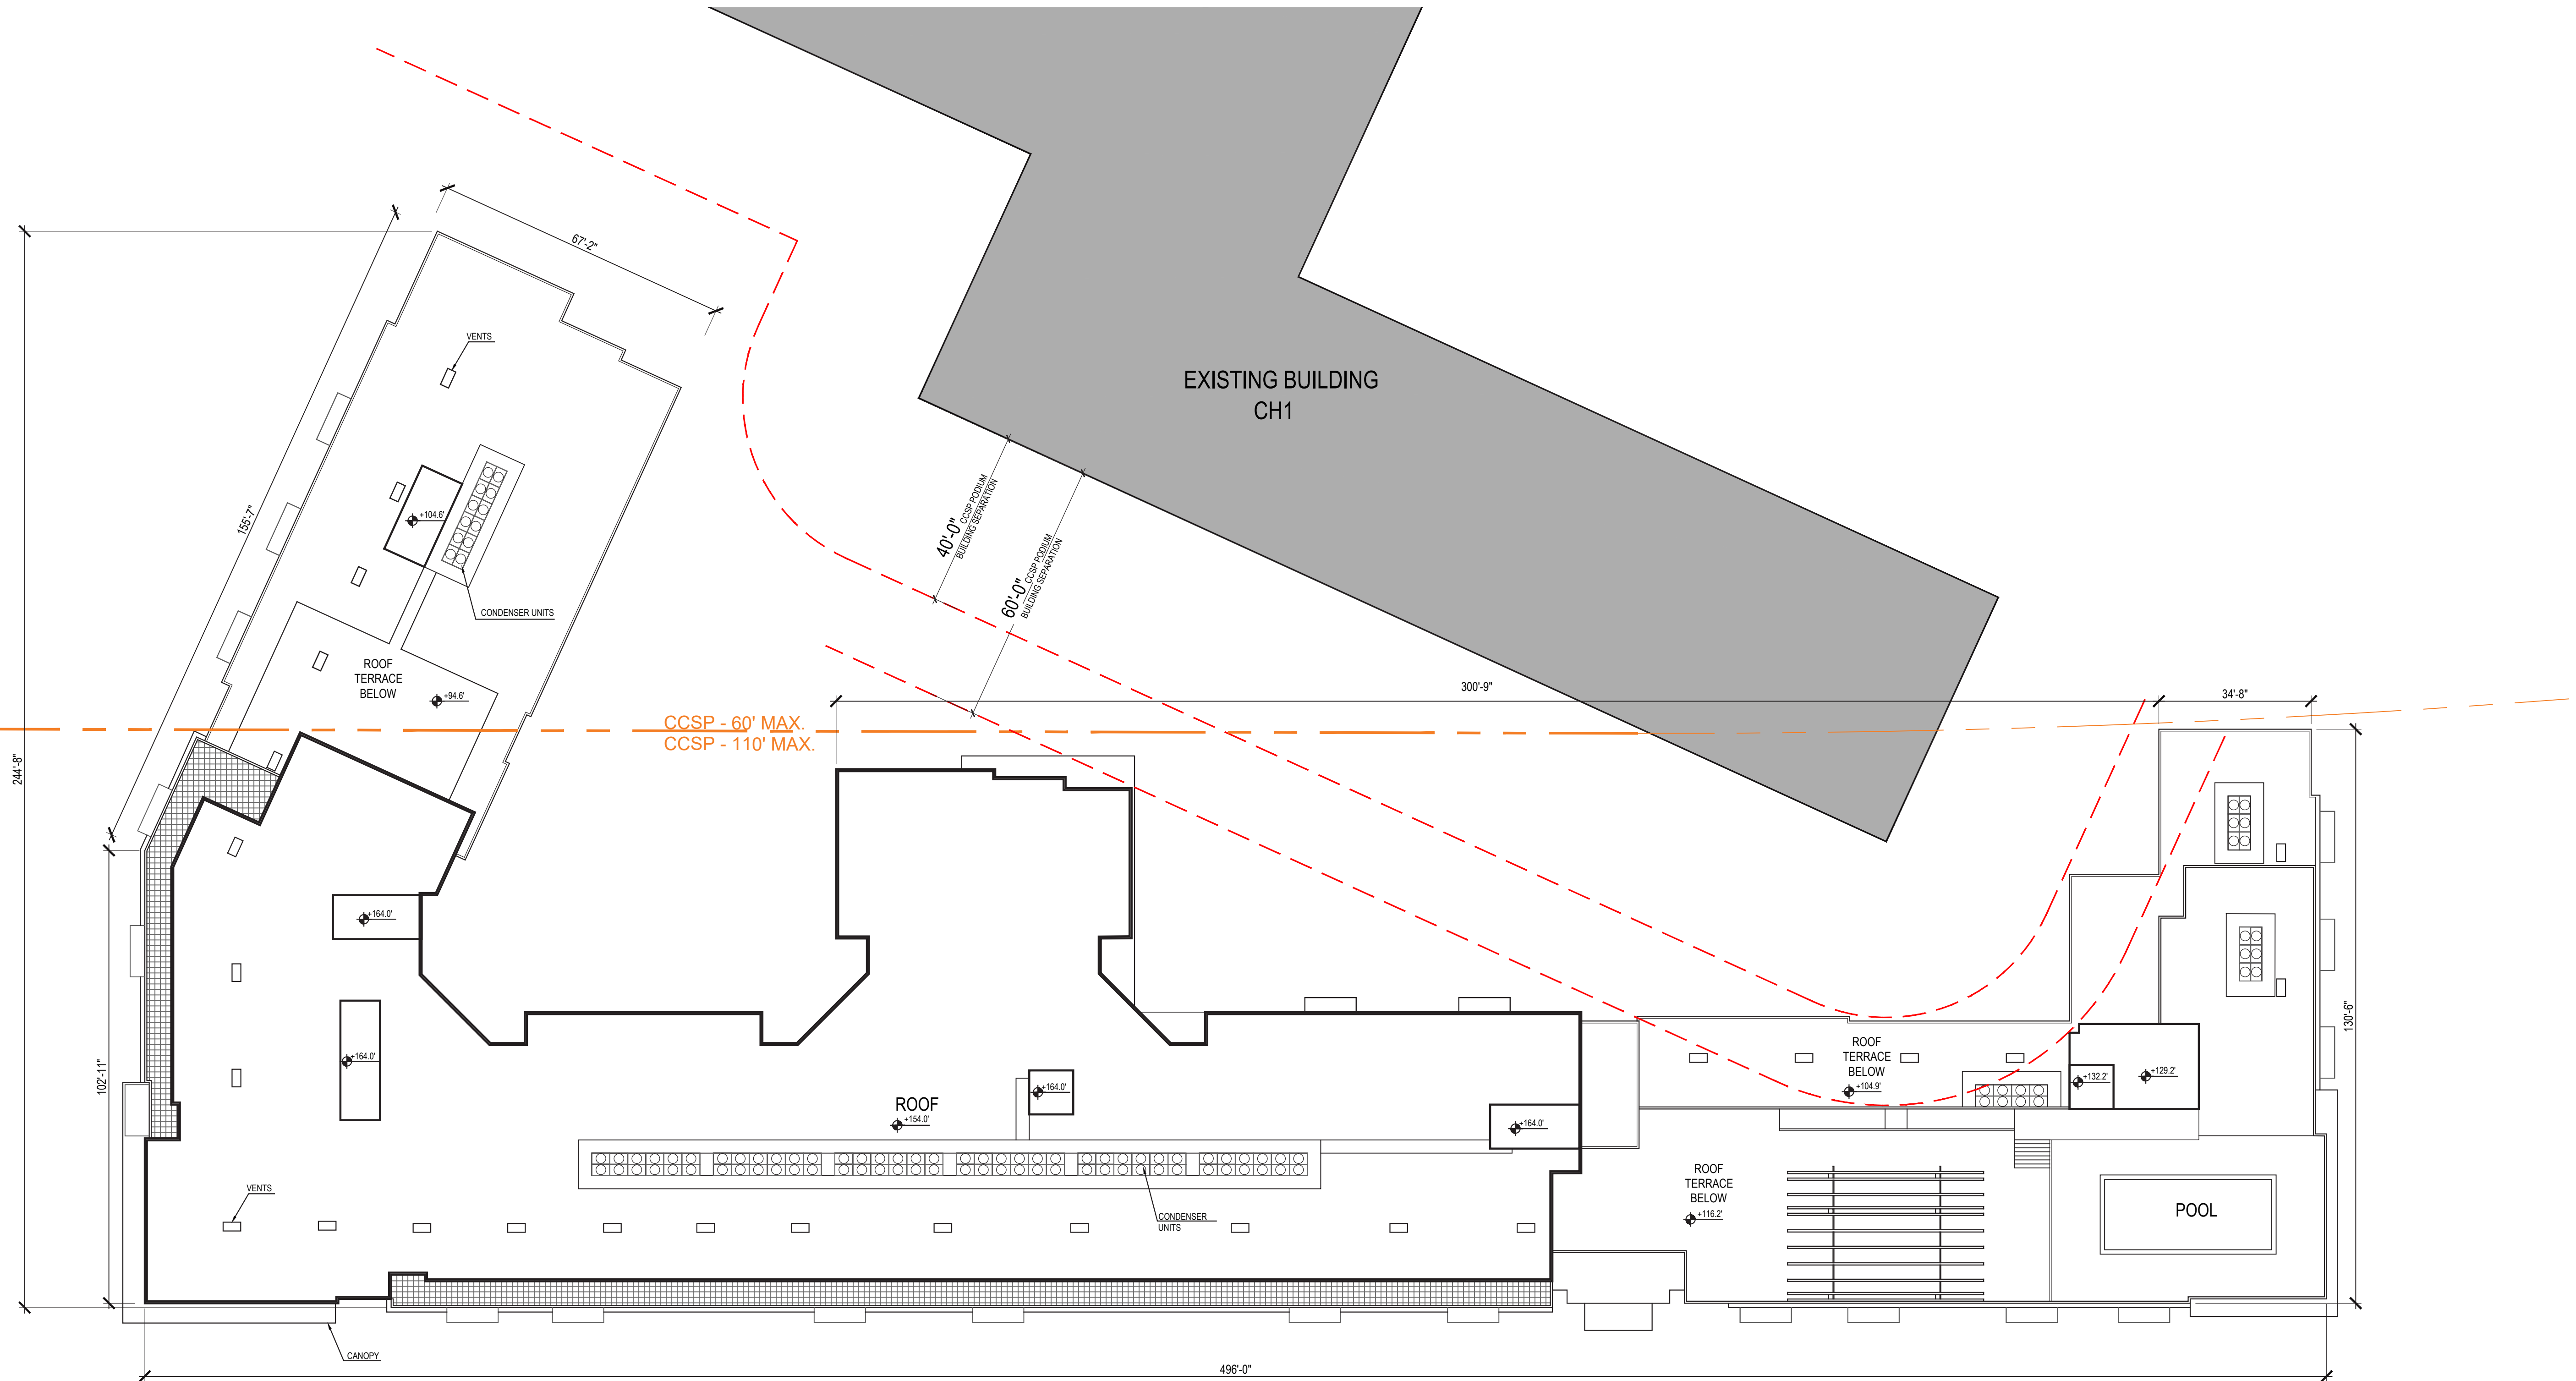 67'-2"
VENTS
EXISTING BUILDING
CH1
155'-7"
+104.6'
40'-0" CCSP PODIUM
BUILDING SEPARATION
60'-0" CCSP PODIUM
BUILDING SEPARATION
CONDENSER UNITS
ROOF
TERRACE
BELOW
+94.6'
300'-9"
34'-8"
CCSP - 60' MAX.
CCSP - 110' MAX.
244'-8"
+164.0'
102'-11"
+164.0'
ROOF
+154.0'
+164.0'
+164.0'
ROOF
TERRACE
BELOW
+104.9'
+132.2'
+129.2'
130'-6"
VENTS
CONDENSER
UNITS
ROOF
TERRACE
BELOW
+116.2'
POOL
CANOPY
496'-0"